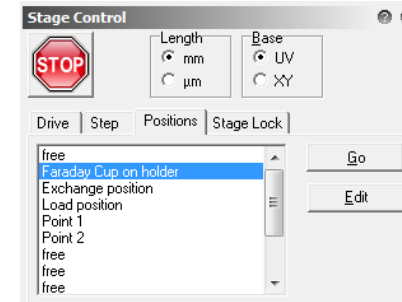 Stage Control
STOP
Length
mm
µm
Base
UV
XY
Drive
Step
Positions
Stage Lock
free
Faraday Cup on holder
Exchange position
Load position
Point 1
Point 2
free
free
free
Go
Edit